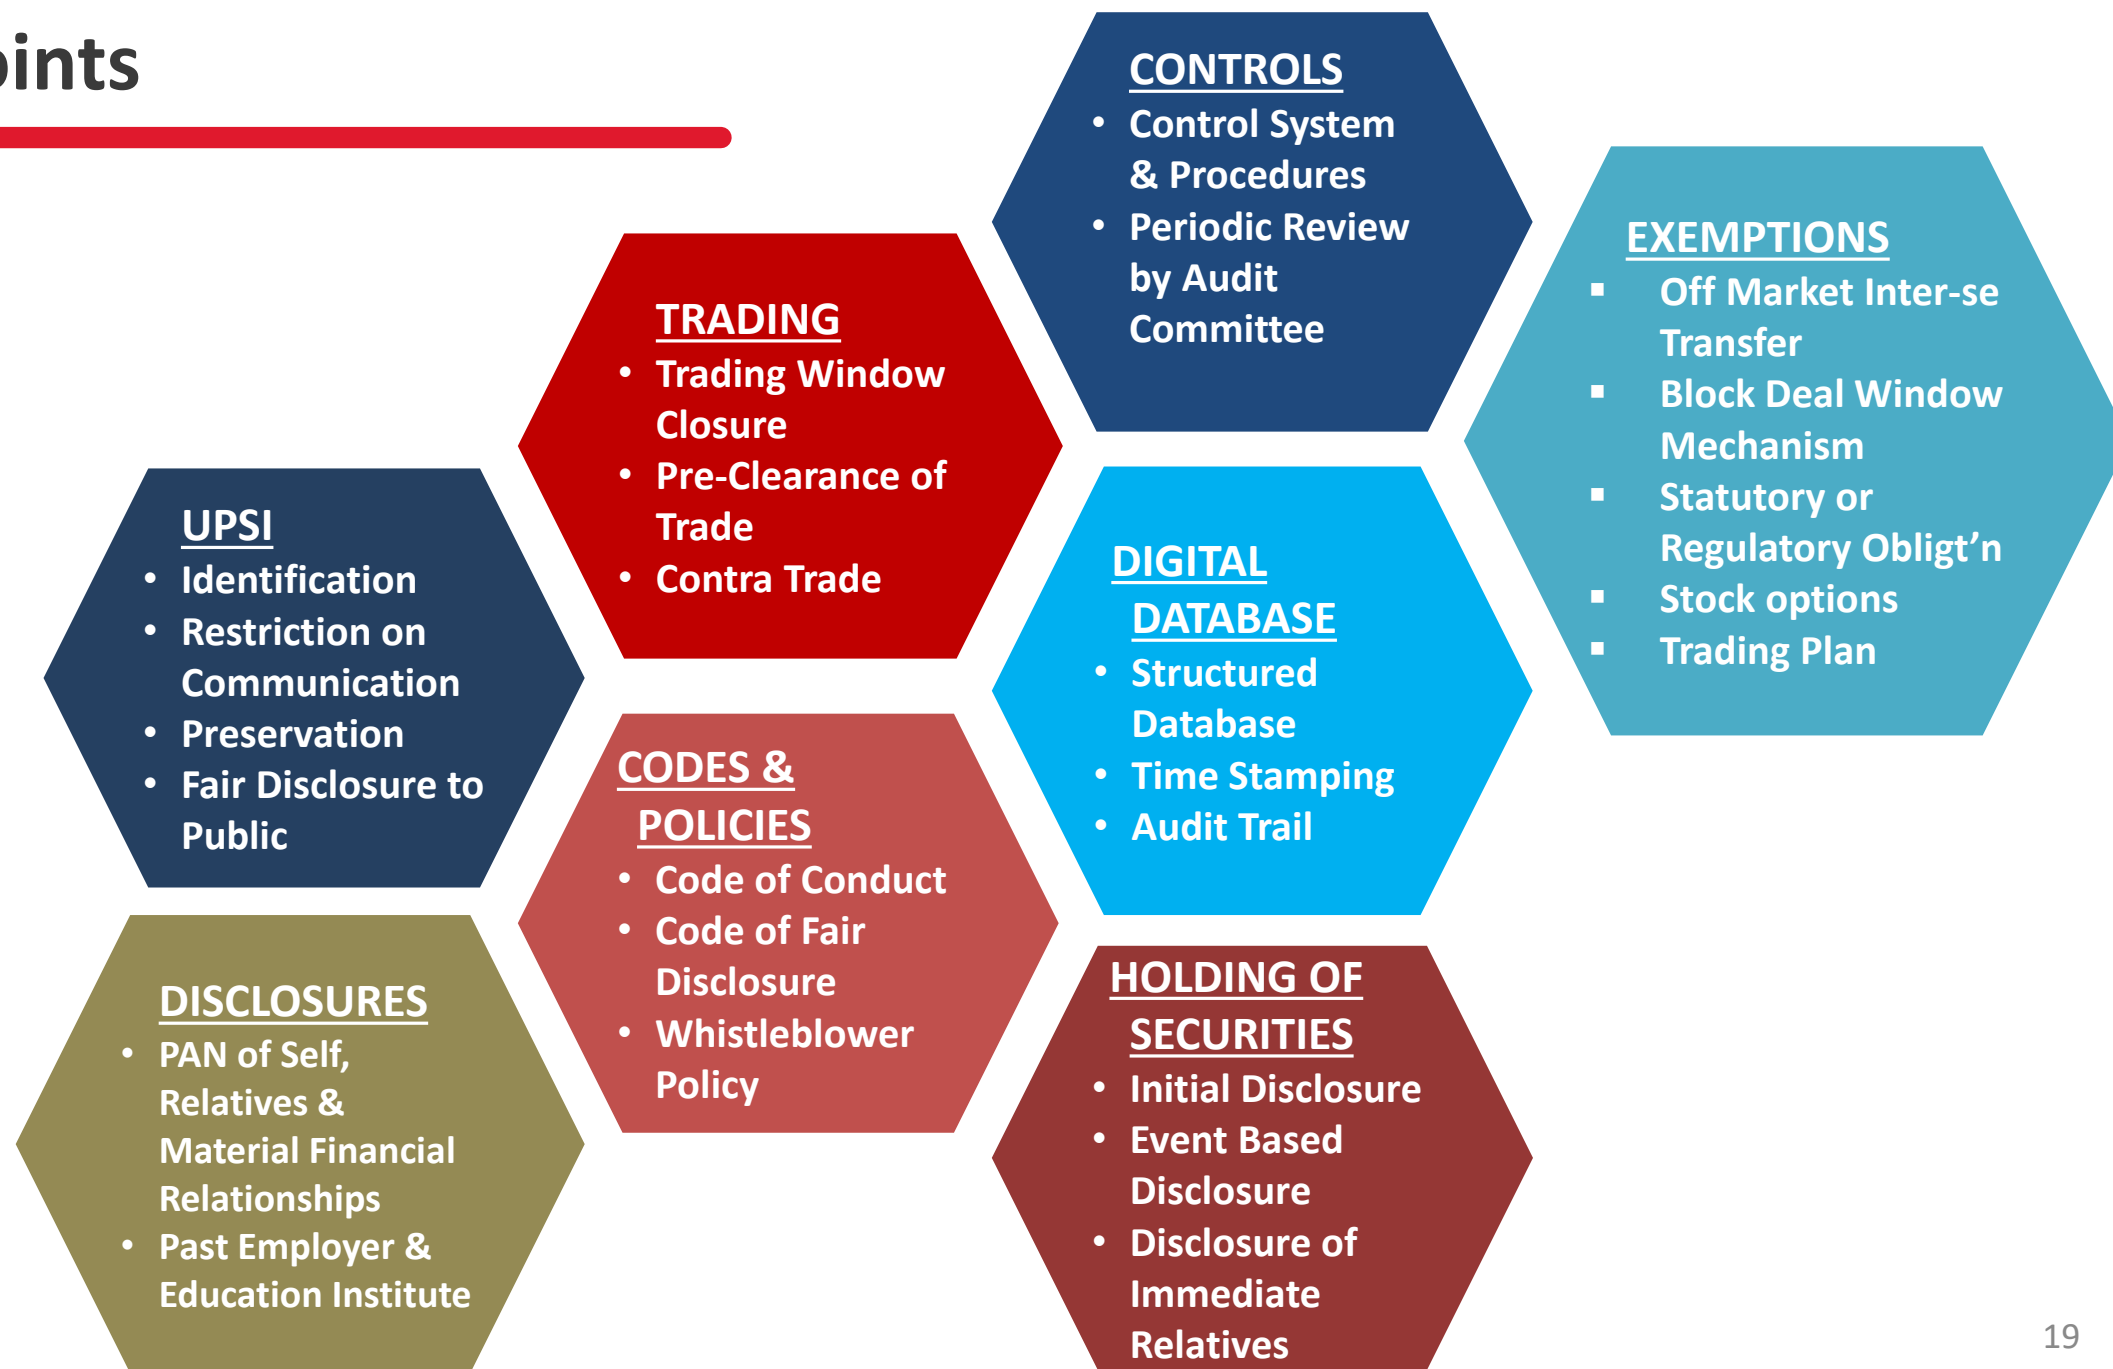 oints
CONTROLS
• Control System
& Procedures
• Periodic Review
by Audit
Committee
EXEMPTIONS
▪ Off Market Inter-se
Transfer
▪ Block Deal Window
Mechanism
▪ Statutory or
Regulatory Obligt’n
▪ Stock options
▪ Trading Plan
TRADING
• Trading Window
Closure
• Pre-Clearance of
Trade
• Contra Trade
UPSI
• Identification
• Restriction on
Communication
• Preservation
• Fair Disclosure to
Public
DIGITAL
DATABASE
• Structured
Database
• Time Stamping
• Audit Trail
CODES &
POLICIES
• Code of Conduct
• Code of Fair
Disclosure
• Whistleblower
Policy
DISCLOSURES
• PAN of Self,
Relatives &
Material Financial
Relationships
• Past Employer &
Education Institute
HOLDING OF
SECURITIES
• Initial Disclosure
• Event Based
Disclosure
• Disclosure of
Immediate
Relatives
19